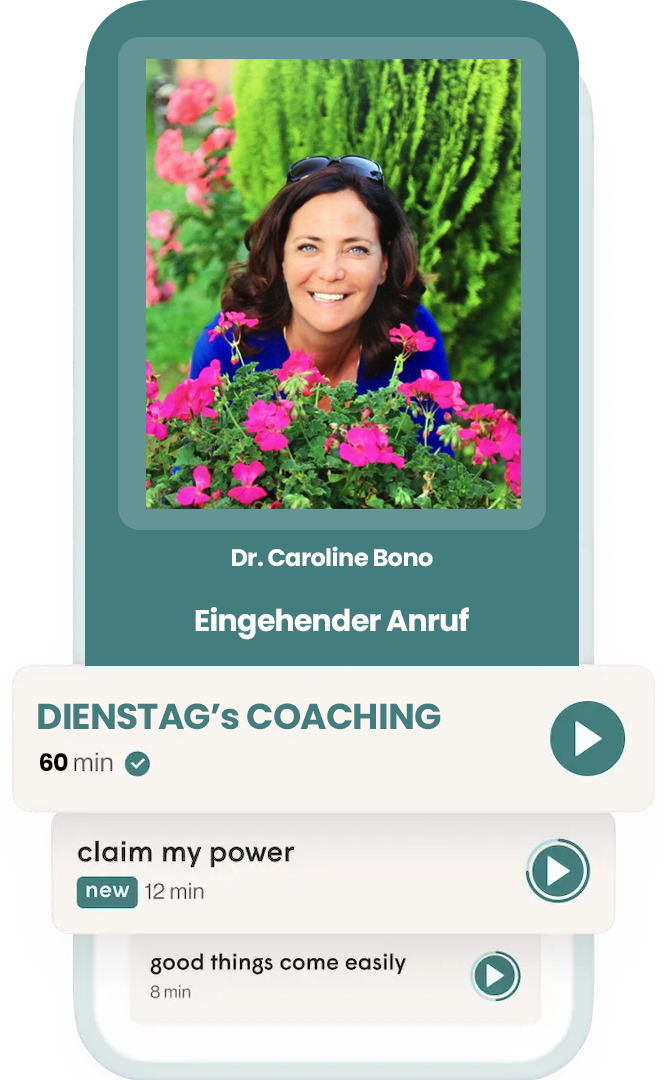 Dr. Caroline Bono
Eingehender Anruf
DIENSTAG’s COACHING
60 min
claim my power
new 12 min
good things come easily
8 min